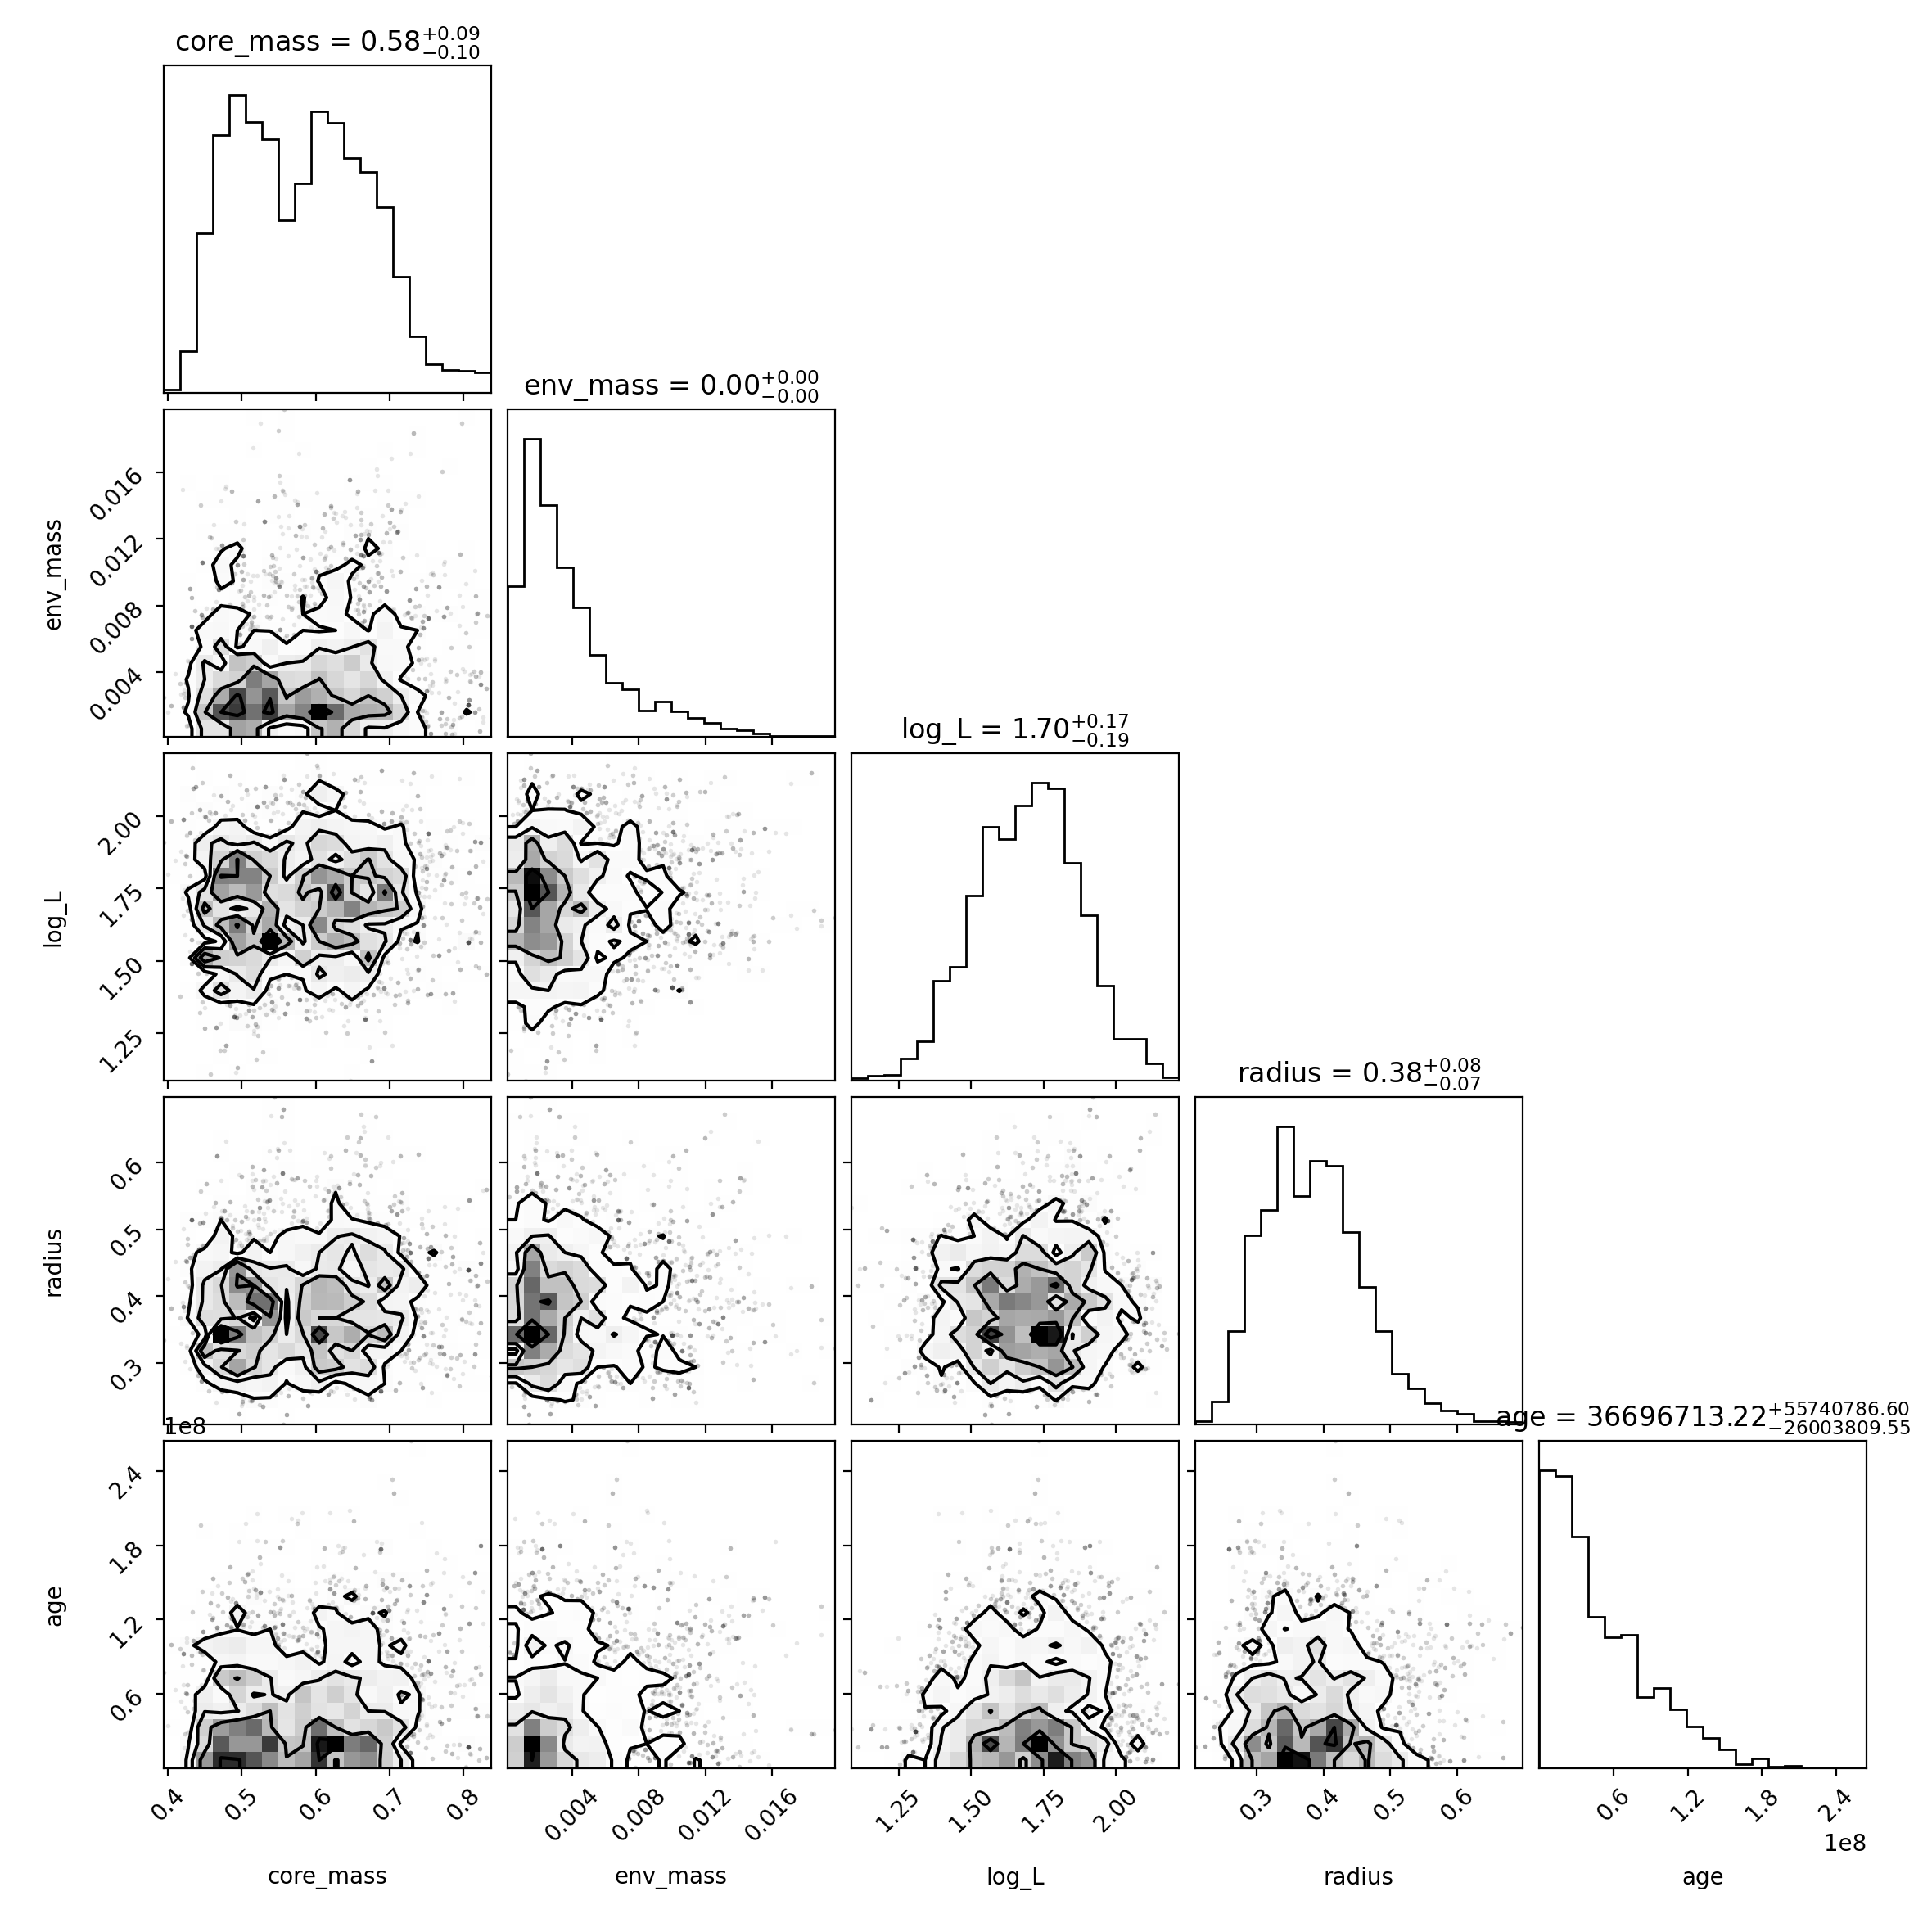 core_mass = 0.58+0.09−0.10
env_mass = 0.00+0.00−0.00
0.016
0.012
0.008
0.004
env_mass
log_L = 1.70+0.17−0.19
2.00
1.75
1.50
1.25
log_L
radius = 0.38+0.08−0.07
0.6
0.5
0.4
0.3
radius
1e8
age = 36696713.22+55740786.60−26003809.55
2.4
1.8
1.2
0.6
age
0.4 0.5 0.6 0.7 0.8
0.004 0.008 0.012 0.016
1.25 1.50 1.75 2.00
0.3 0.4 0.5 0.6
0.6 1.2 1.8 2.4
1e8
core_mass env_mass log_L radius age